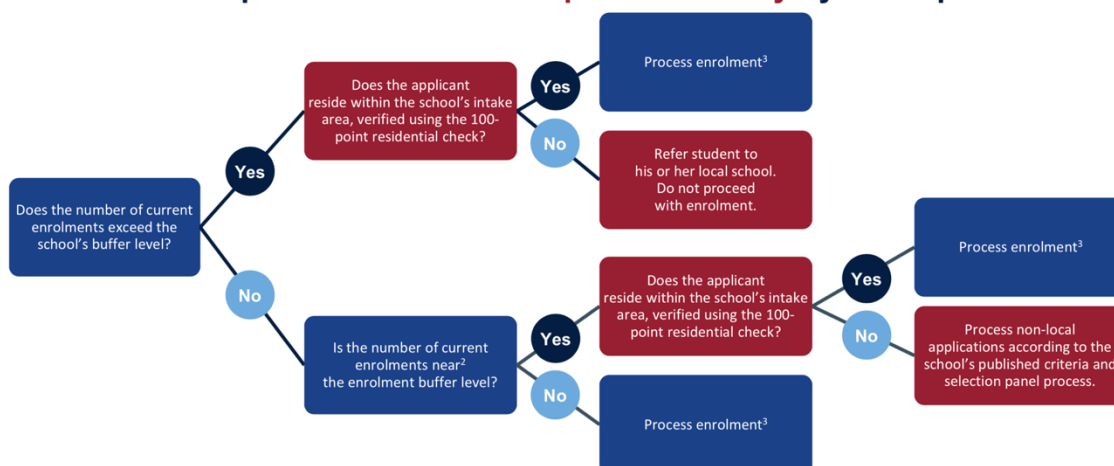 Process enrolment³
Does the applicant
reside within the school's intake
area, verified using the 100-
point residential check?
Yes
No
Refer student to
his or her local school.
Do not proceed
with enrolment.
Yes
Does the number of current
enrolments exceed the
school's buffer level?
No
Does the applicant
reside within the school's intake
area, verified using the 100-
point residential check?
Yes
Process enrolment³
No
Process non-local
applications according to the
school's published criteria and
selection panel process.
Is the number of current
enrolments near²
the enrolment buffer level?
Yes
No
Process enrolment³